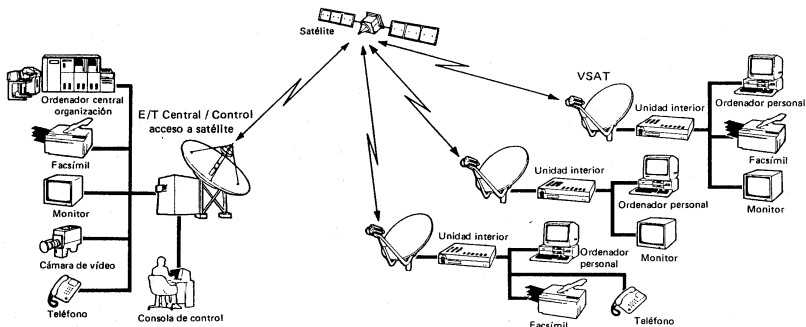 Satélite
VSAT
Ordenador central
organización
E/T Central / Control
acceso a satélite
Unidad interior
Ordenador personal
Facsímil
Facsímil
Monitor
Unidad interior
Ordenador personal
Monitor
Monitor
Unidad interior
Ordenador
personal
Cámara de vídeo
Teléfono
Consola de control
Facsímil
Teléfono